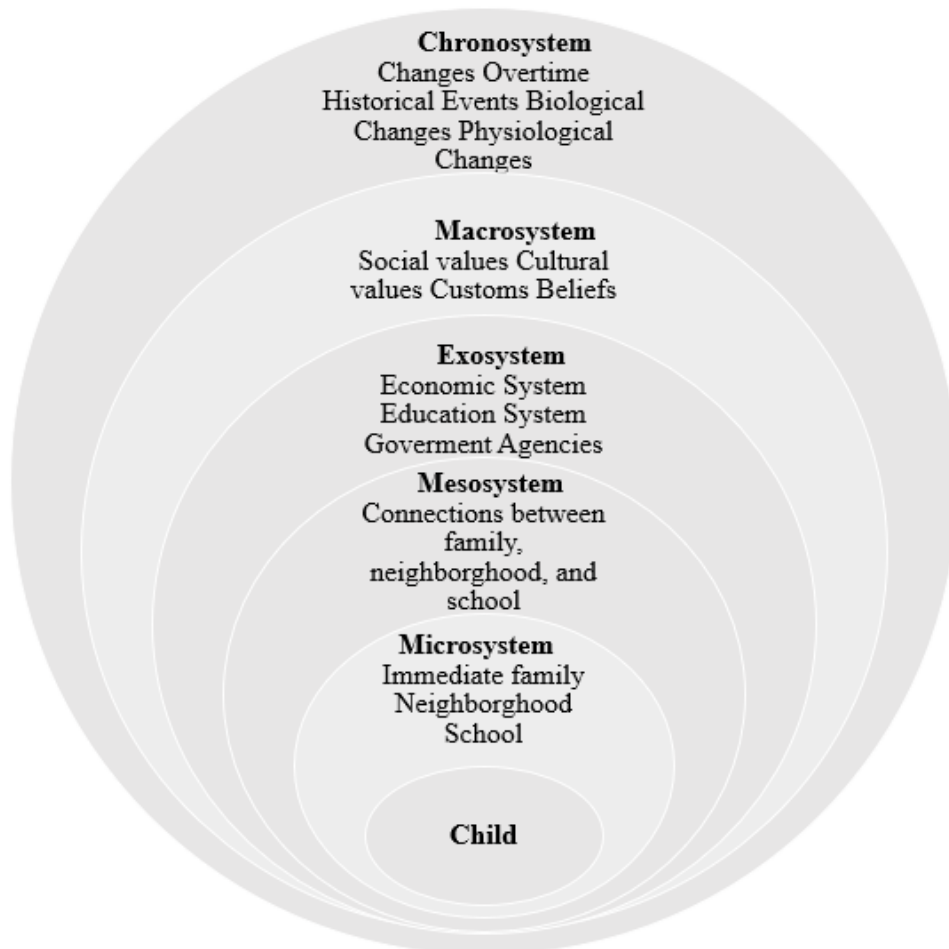 Chronosystem
Changes Overtime
Historical Events Biological
Changes Physiological
Changes
Macrosystem
Social values Cultural
values Customs Beliefs
Exosystem
Economic System
Education System
Goverment Agencies
Mesosystem
Connections between
family,
neighborghood, and
school
Microsystem
Immediate family
Neighborghood
School
Child